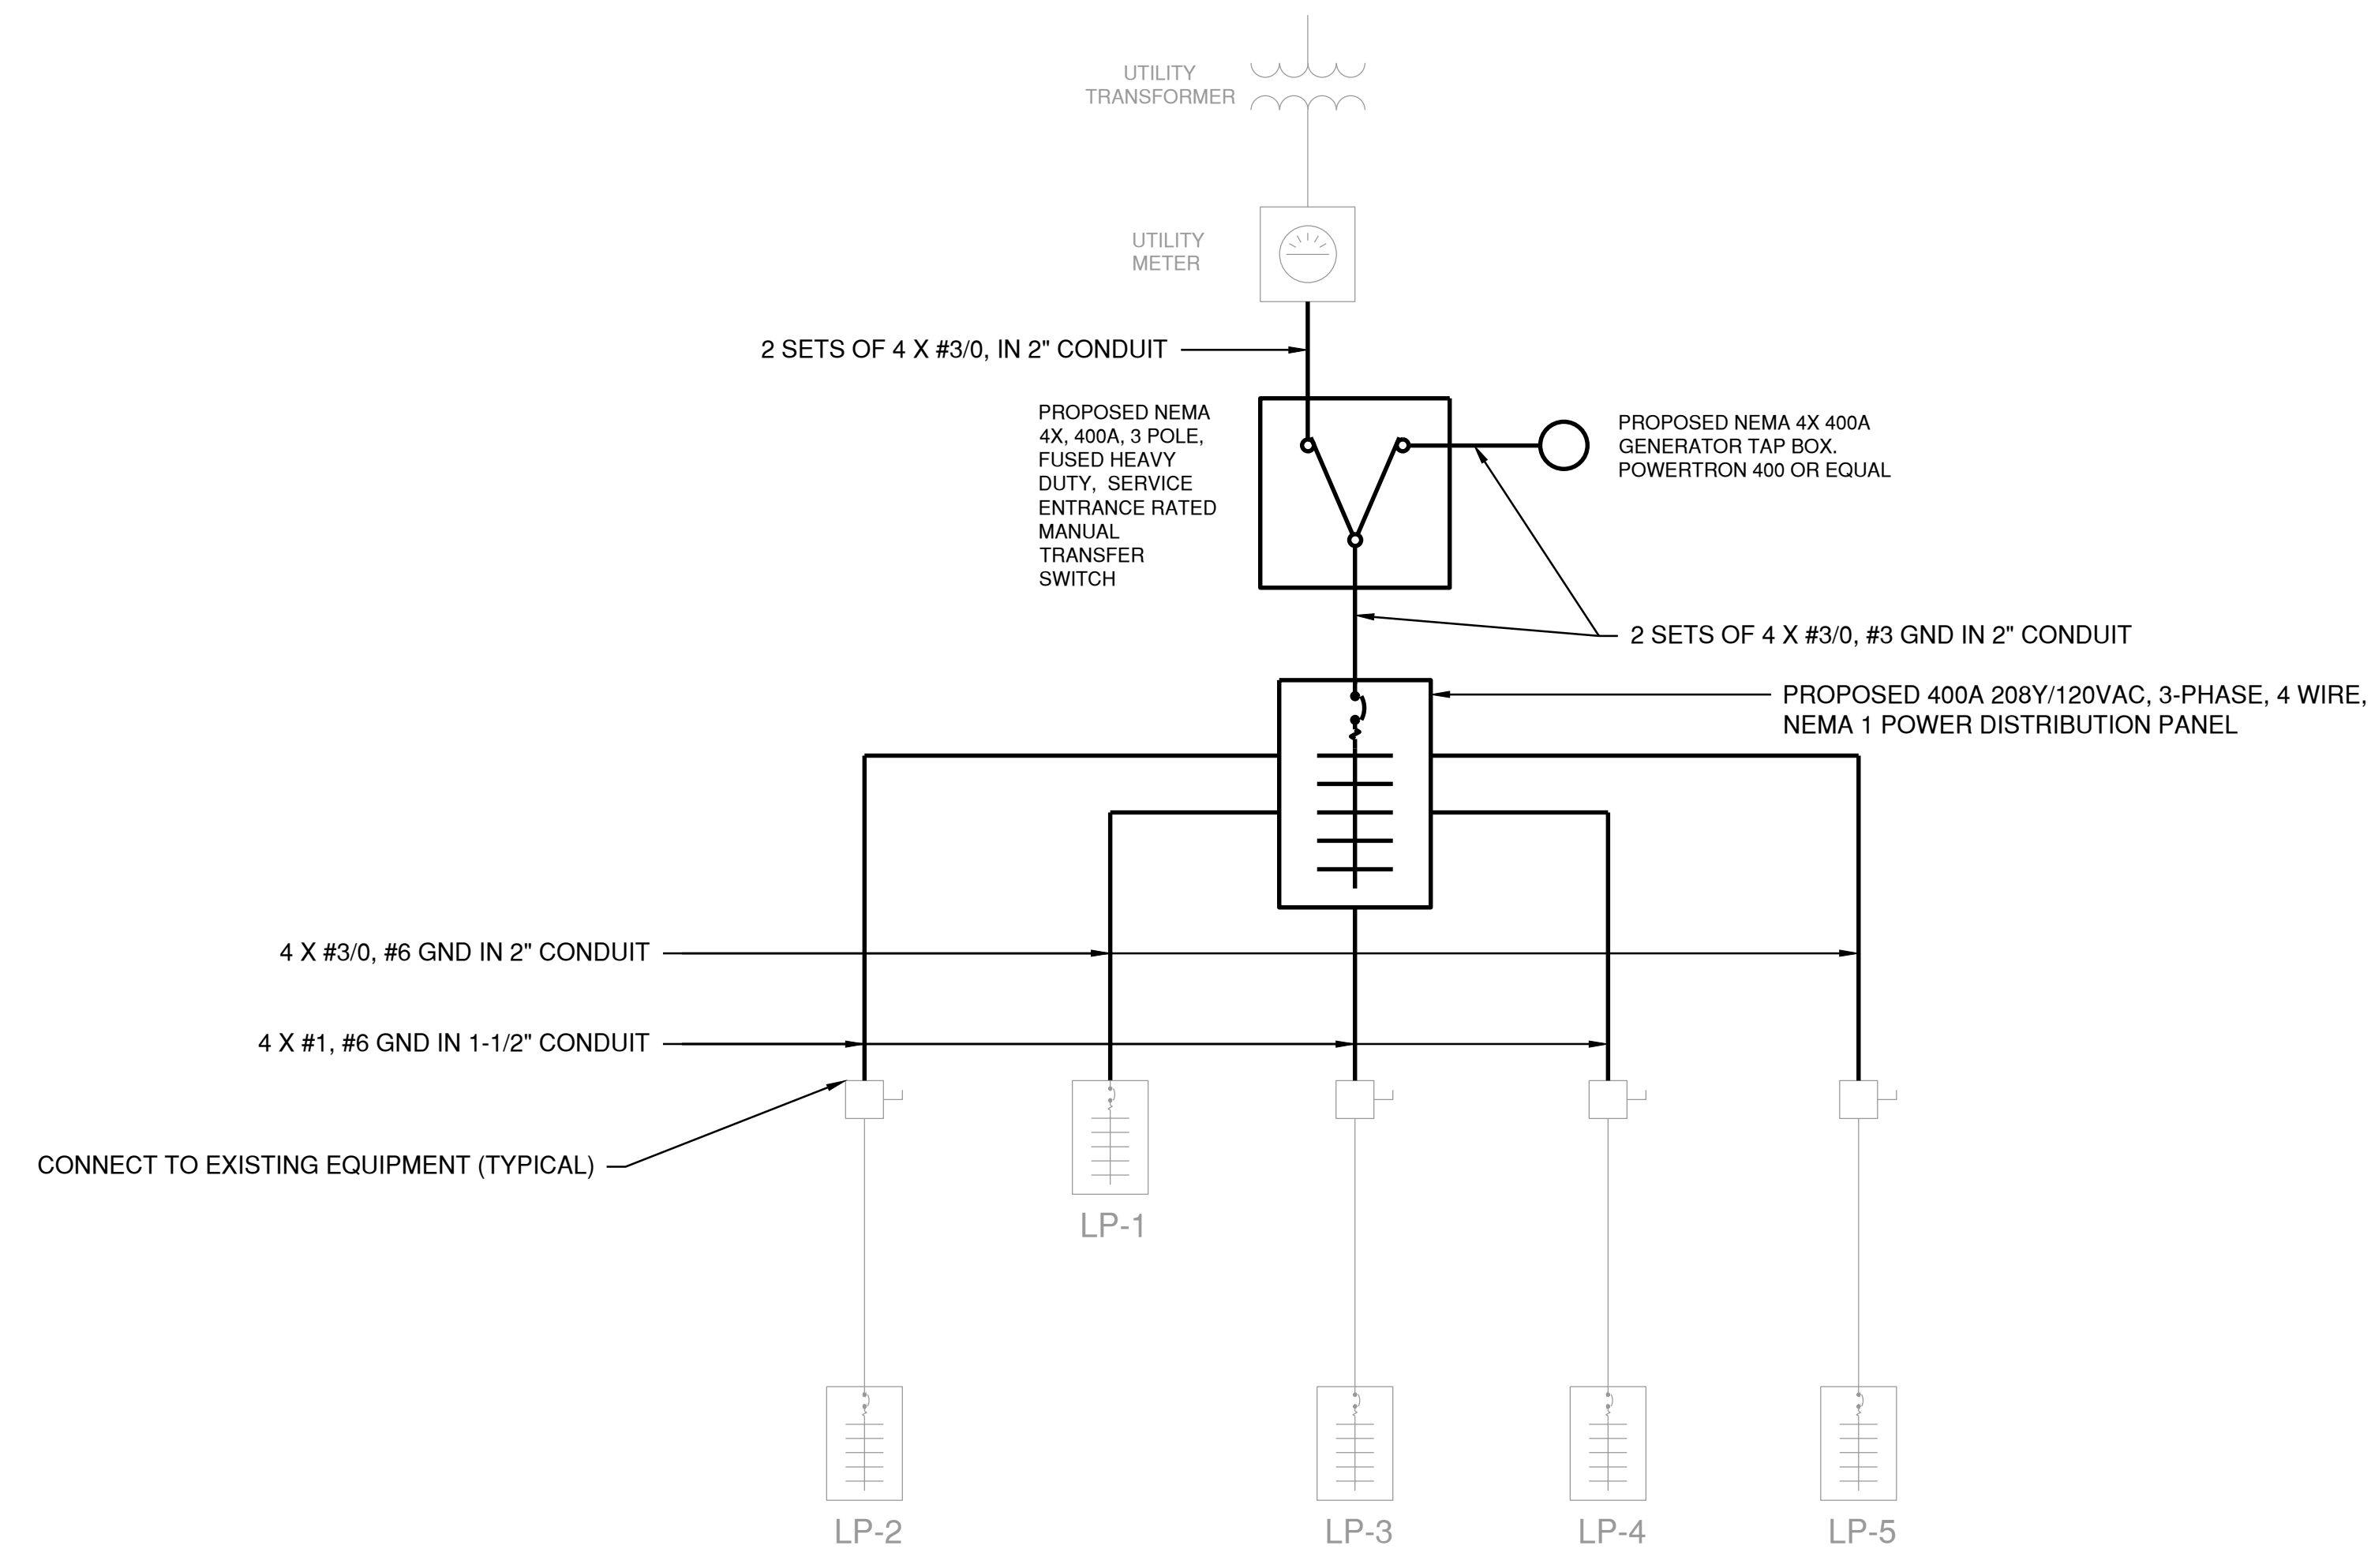 UTILITY
TRANSFORMER
UTILITY
METER
2 SETS OF 4 X #3/0, IN 2" CONDUIT
PROPOSED NEMA
4X, 400A, 3 POLE,
FUSED HEAVY
DUTY, SERVICE
ENTRANCE RATED
MANUAL
TRANSFER
SWITCH
PROPOSED NEMA 4X 400A
GENERATOR TAP BOX.
POWERTRON 400 OR EQUAL
2 SETS OF 4 X #3/0, #3 GND IN 2" CONDUIT
PROPOSED 400A 208Y/120VAC, 3-PHASE, 4 WIRE,
NEMA 1 POWER DISTRIBUTION PANEL
4 X #3/0, #6 GND IN 2" CONDUIT
4 X #1, #6 GND IN 1-1/2" CONDUIT
CONNECT TO EXISTING EQUIPMENT (TYPICAL)
LP-1
LP-2
LP-3
LP-4
LP-5